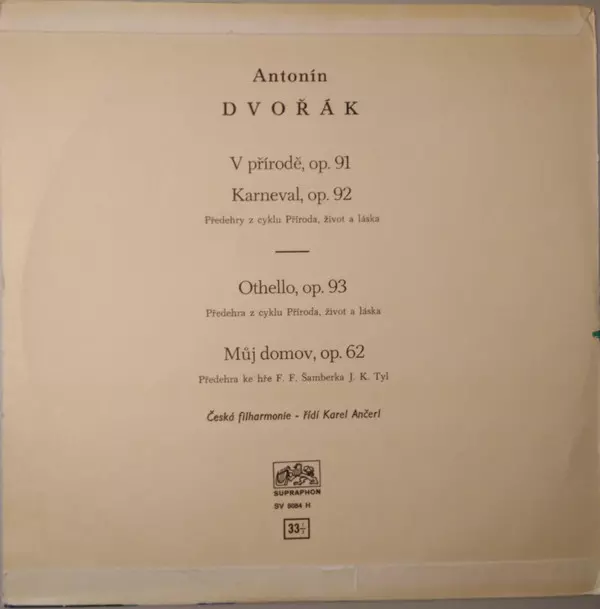 Antonín
DVOŘÁK
V přírodě, op. 91
Karneval, op. 92
Předehry z cyklu Příroda, život a láska
Othello, op. 93
Předehra z cyklu Příroda, život a láska
Můj domov, op. 62
Předehra ke hře F. F. Šamberka J. K. Tyl
Česká filharmonie - řídí Karel Ančerl
SUPRAPHON
SV 8084 H
33 1/3